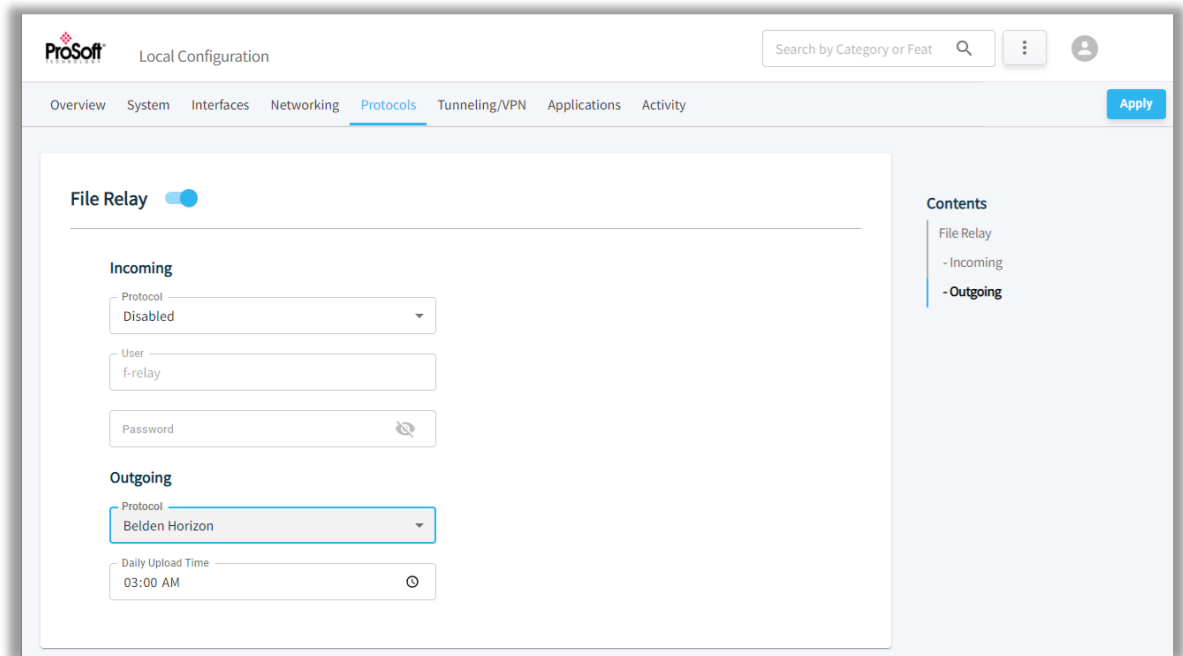 ProSoft®
TECHNOLOGY
Local Configuration
Search by Category or Feat
Overview System Interfaces Networking Protocols Tunneling/VPN Applications Activity
Apply
File Relay
Incoming
Protocol
Disabled
User
f-relay
Password
Outgoing
Protocol
Belden Horizon
Daily Upload Time
03:00 AM
Contents
File Relay
- Incoming
- Outgoing